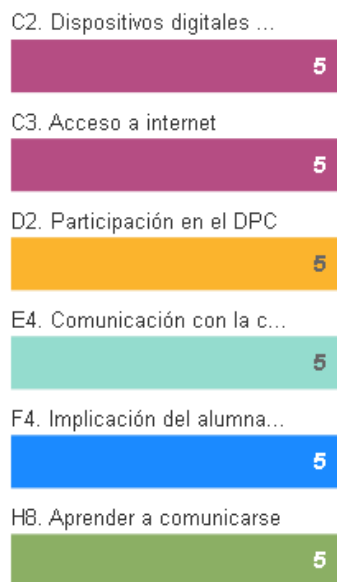 C2. Dispositivos digitales ...
5
C3. Acceso a internet
5
D2. Participación en el DPC
5
E4. Comunicación con la c...
5
F4. Implicación del alumna...
5
H8. Aprender a comunicarse
5